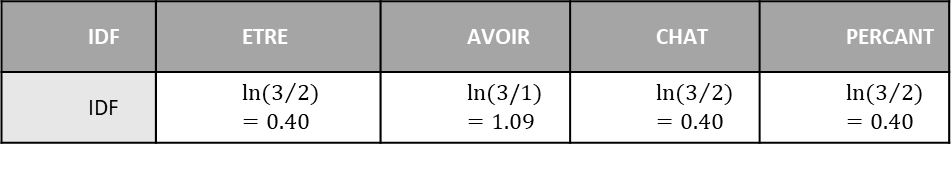 IDF ETRE AVOIR CHAT PERCANT
IDF ln(3/2) = 0.40 ln(3/1) = 1.09 ln(3/2) = 0.40 ln(3/2) = 0.40